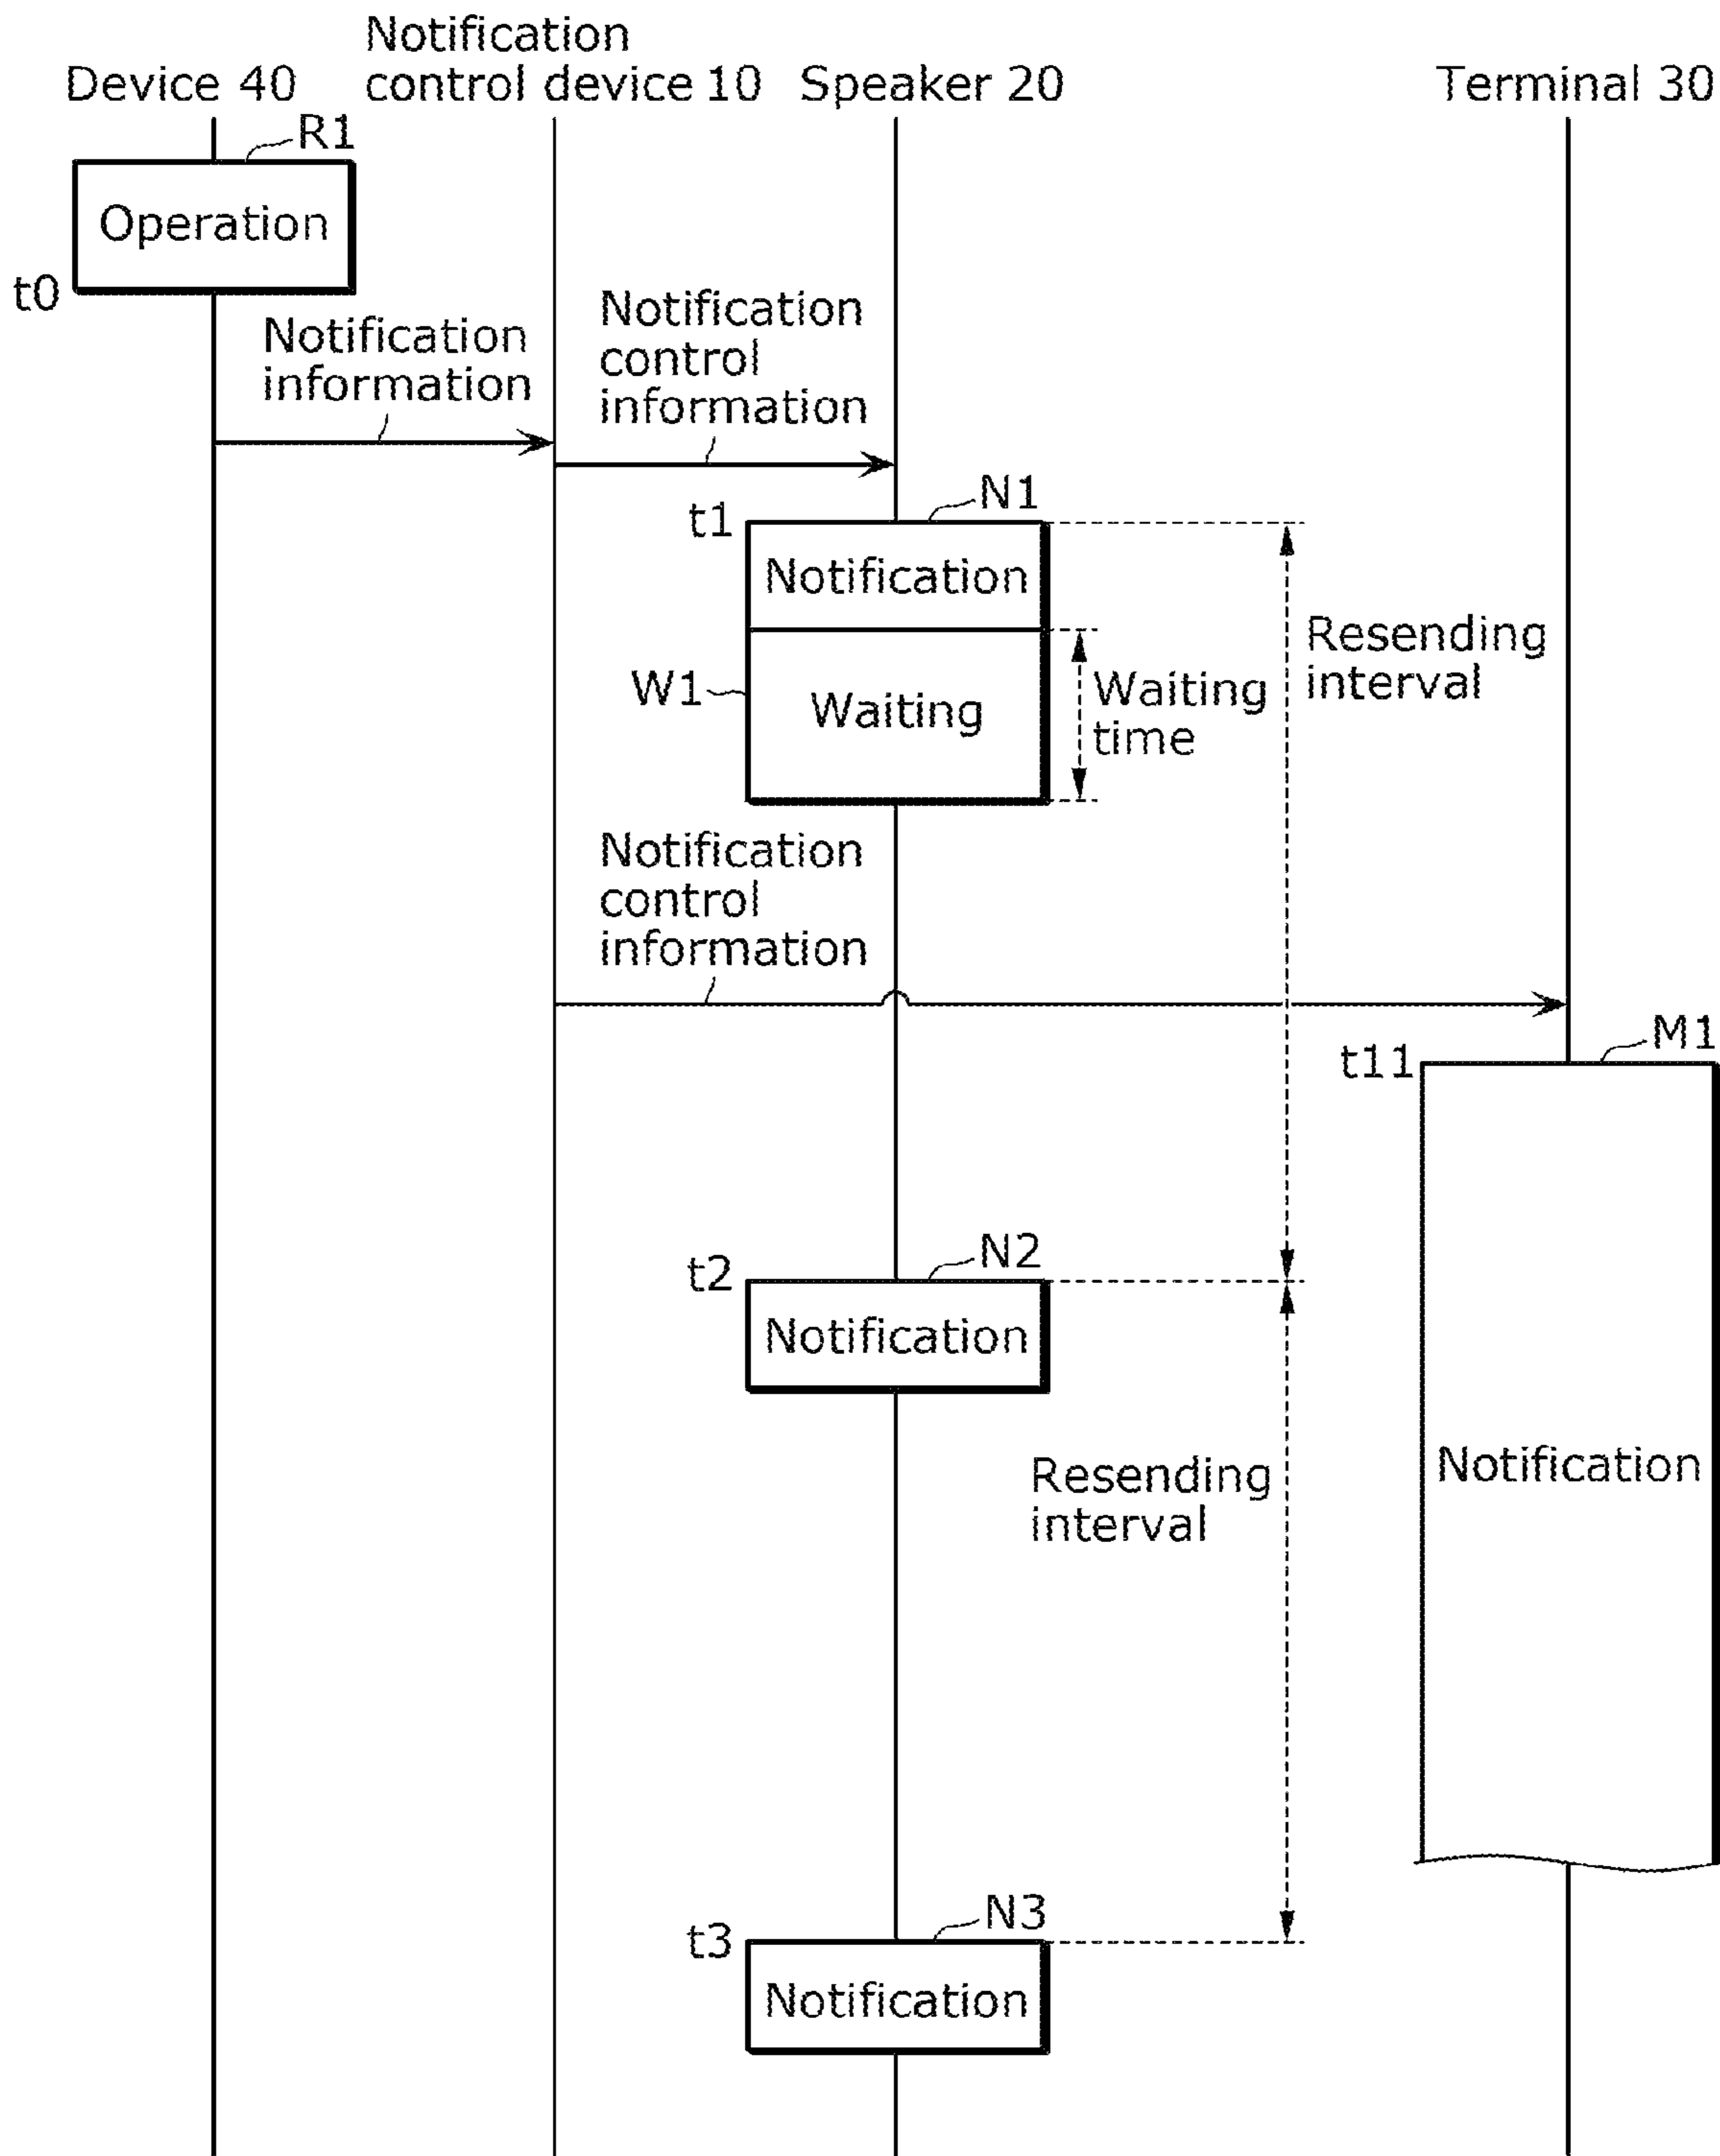 Device 40
Notification
control device 10
Speaker 20
Terminal 30
R1
Operation
t0
Notification
information
Notification
control
information
N1
t1
Notification
Resending
interval
W1
Waiting
Waiting
time
Notification
control
information
M1
t11
N2
t2
Notification
Notification
Resending
interval
N3
t3
Notification